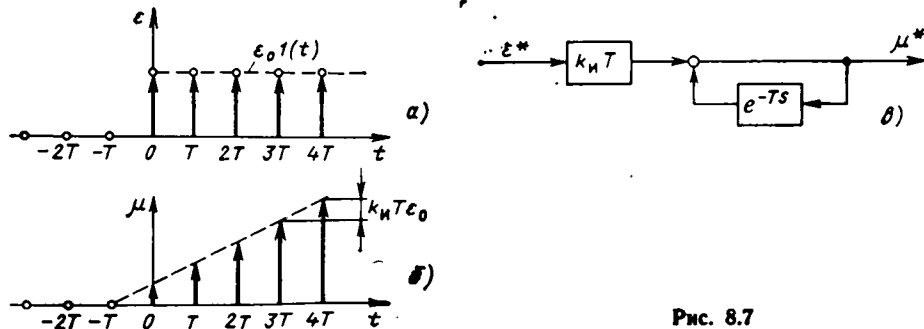 ε
ε₀1(t)
а)
-2T -T 0 T 2T 3T 4T t
μ
kиTε₀
б)
-2T -T 0 T 2T 3T 4T t
ε*
kиT
μ*
e⁻ᵀˢ
в)
Рис. 8.7